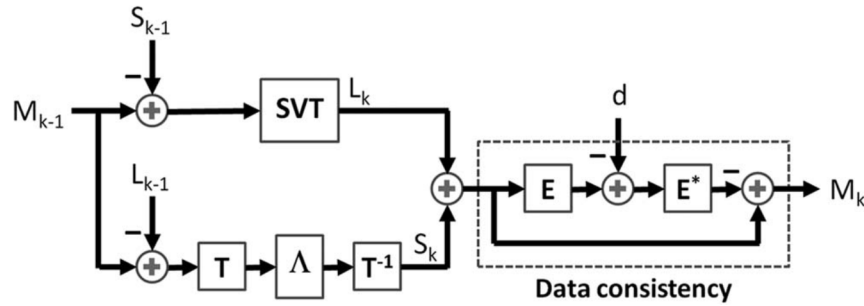 S_{k-1}
M_{k-1}
SVT
L_k
d
L_{k-1}
E
E*
M_k
T
Λ
T^{-1}
S_k
Data consistency